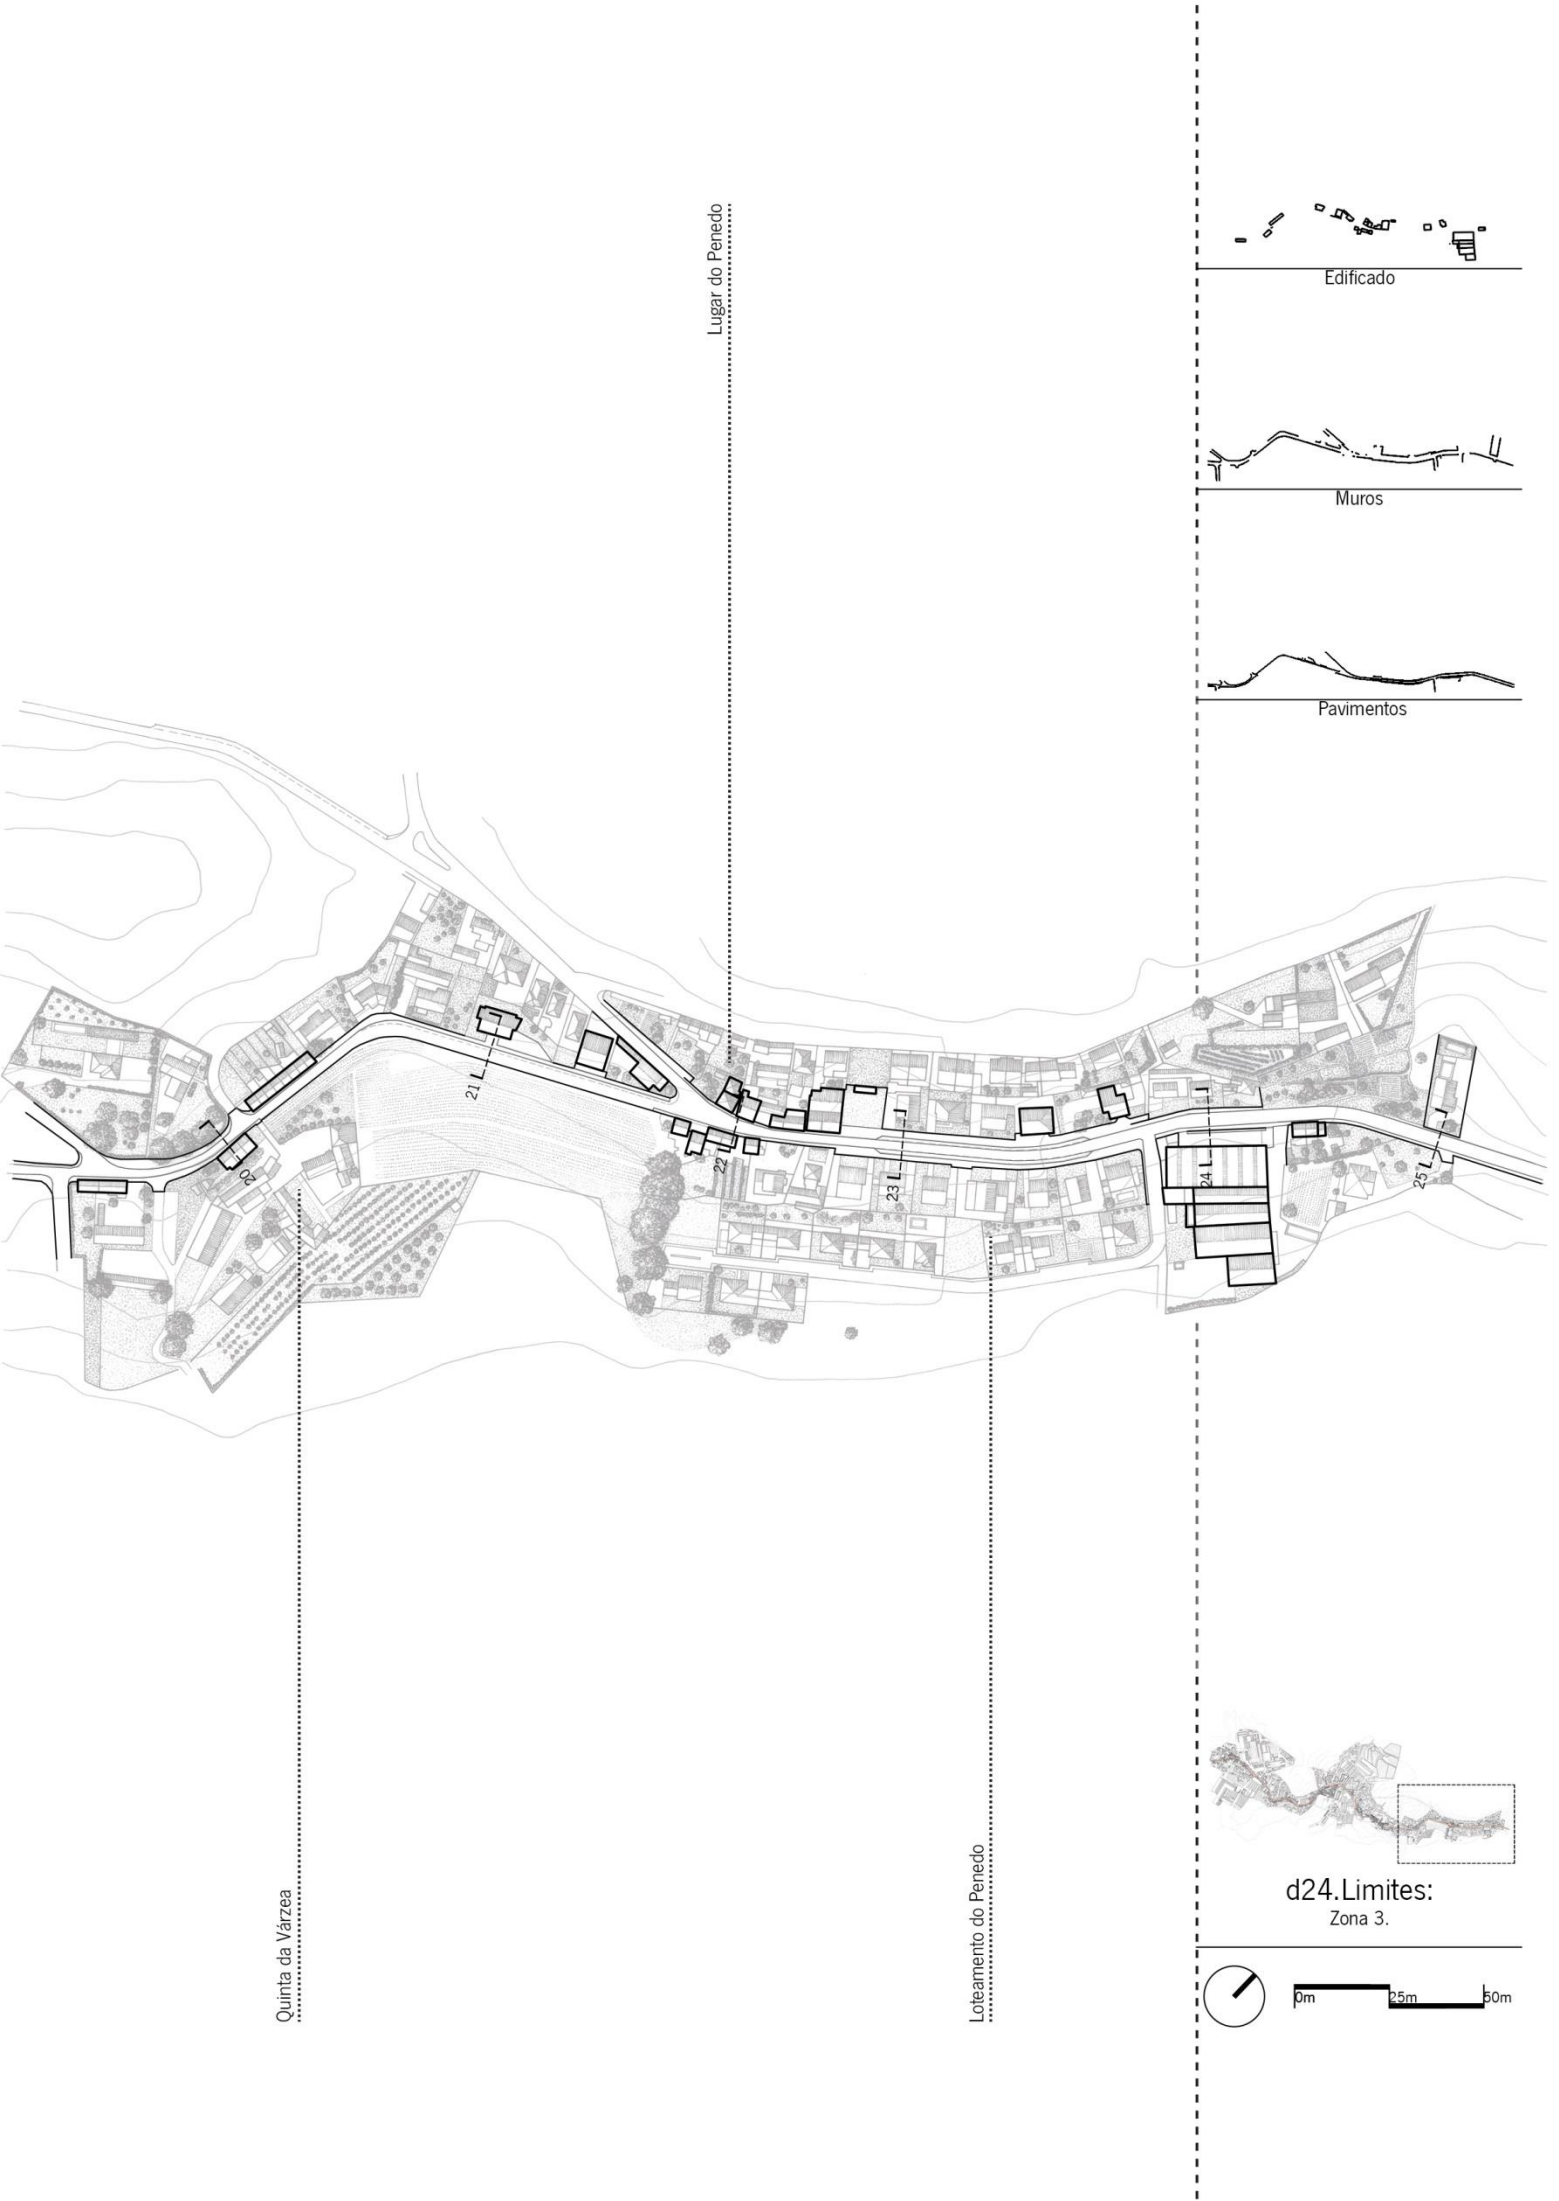 Lugar do Penedo
Edificado
Muros
Pavimentos
21
22
20
23
24
25
Quinta da Várzea
Loteamento do Penedo
d24.Limites:
Zona 3.
0m 25m 50m